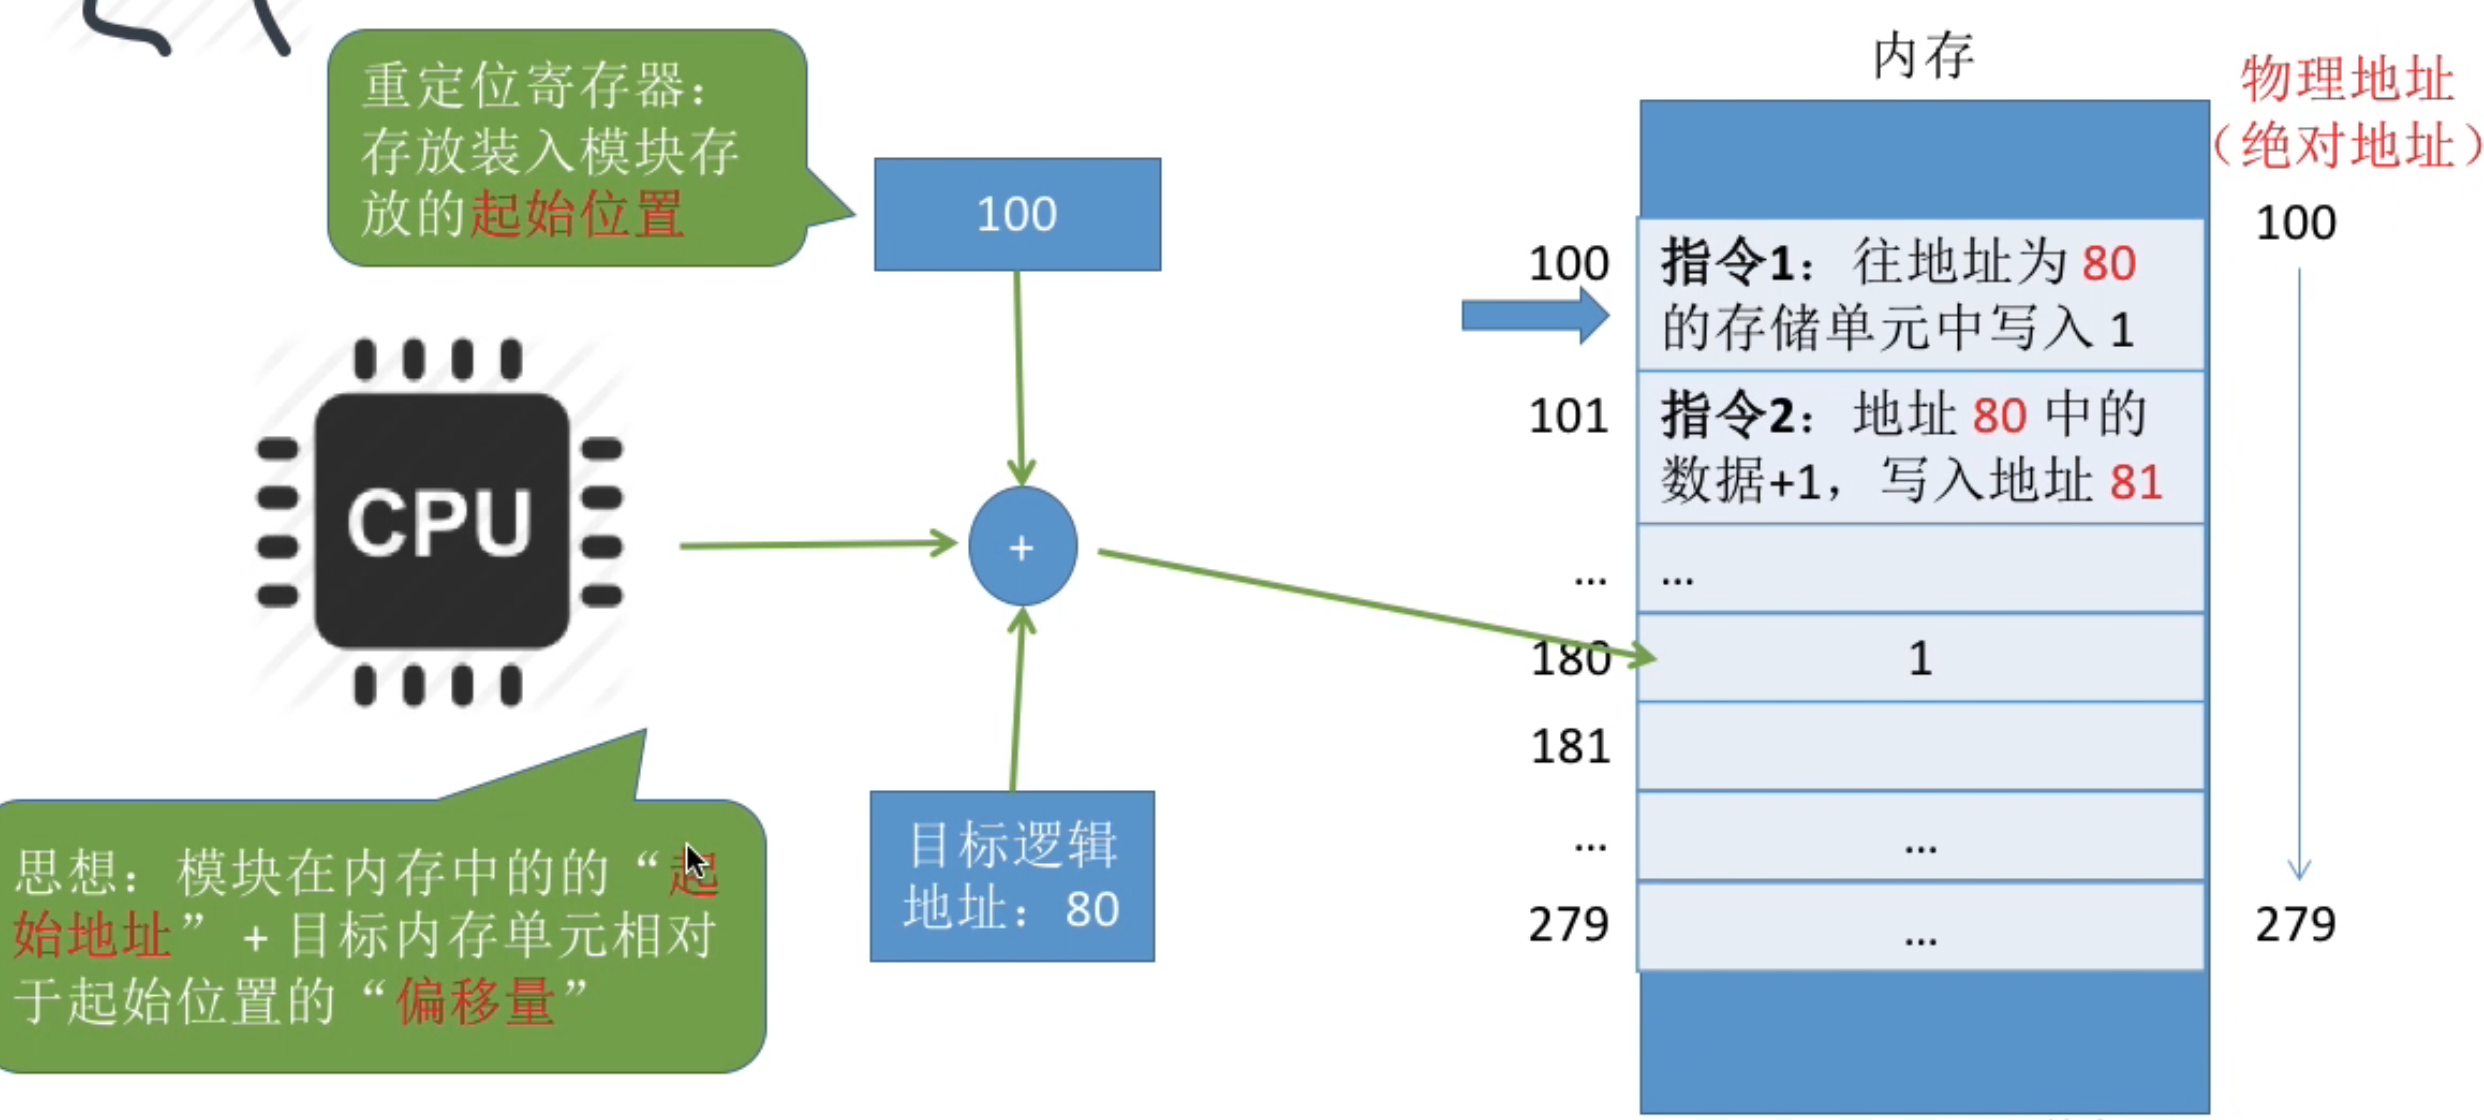 重定位寄存器：
存放装入模块存
放的起始位置
100
CPU
+
目标逻辑
地址：80
思想：模块在内存中的的“起
始地址”+目标内存单元相对
于起始位置的“偏移量”
内存
物理地址
（绝对地址）
100
指令1：往地址为 80
的存储单元中写入 1
100
101
指令2：地址 80 中的
数据+1，写入地址 81
...
...
180
1
181
...
...
279
...
279